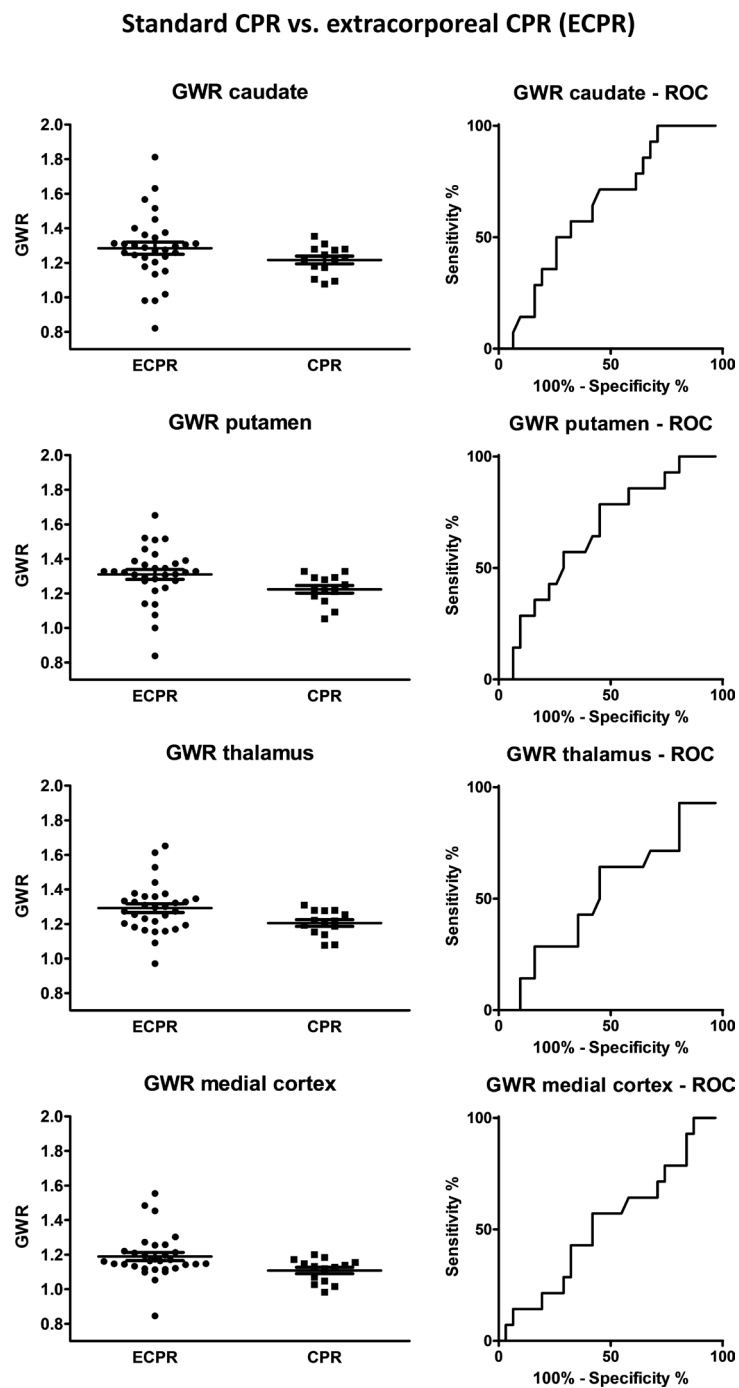 Standard CPR vs. extracorporeal CPR (ECPR)
GWR caudate
2.0
1.8
1.6
1.4
1.2
1.0
0.8
GWR
ECPR
CPR
GWR caudate - ROC
100
50
0
Sensitivity %
0
50
100
100% - Specificity %
GWR putamen
2.0
1.8
1.6
1.4
1.2
1.0
0.8
GWR
ECPR
CPR
GWR putamen - ROC
100
50
0
Sensitivity %
0
50
100
100% - Specificity %
GWR thalamus
2.0
1.8
1.6
1.4
1.2
1.0
0.8
GWR
ECPR
CPR
GWR thalamus - ROC
100
50
0
Sensitivity %
0
50
100
100% - Specificity %
GWR medial cortex
2.0
1.8
1.6
1.4
1.2
1.0
0.8
GWR
ECPR
CPR
GWR medial cortex - ROC
100
50
0
Sensitivity %
0
50
100
100% - Specificity %